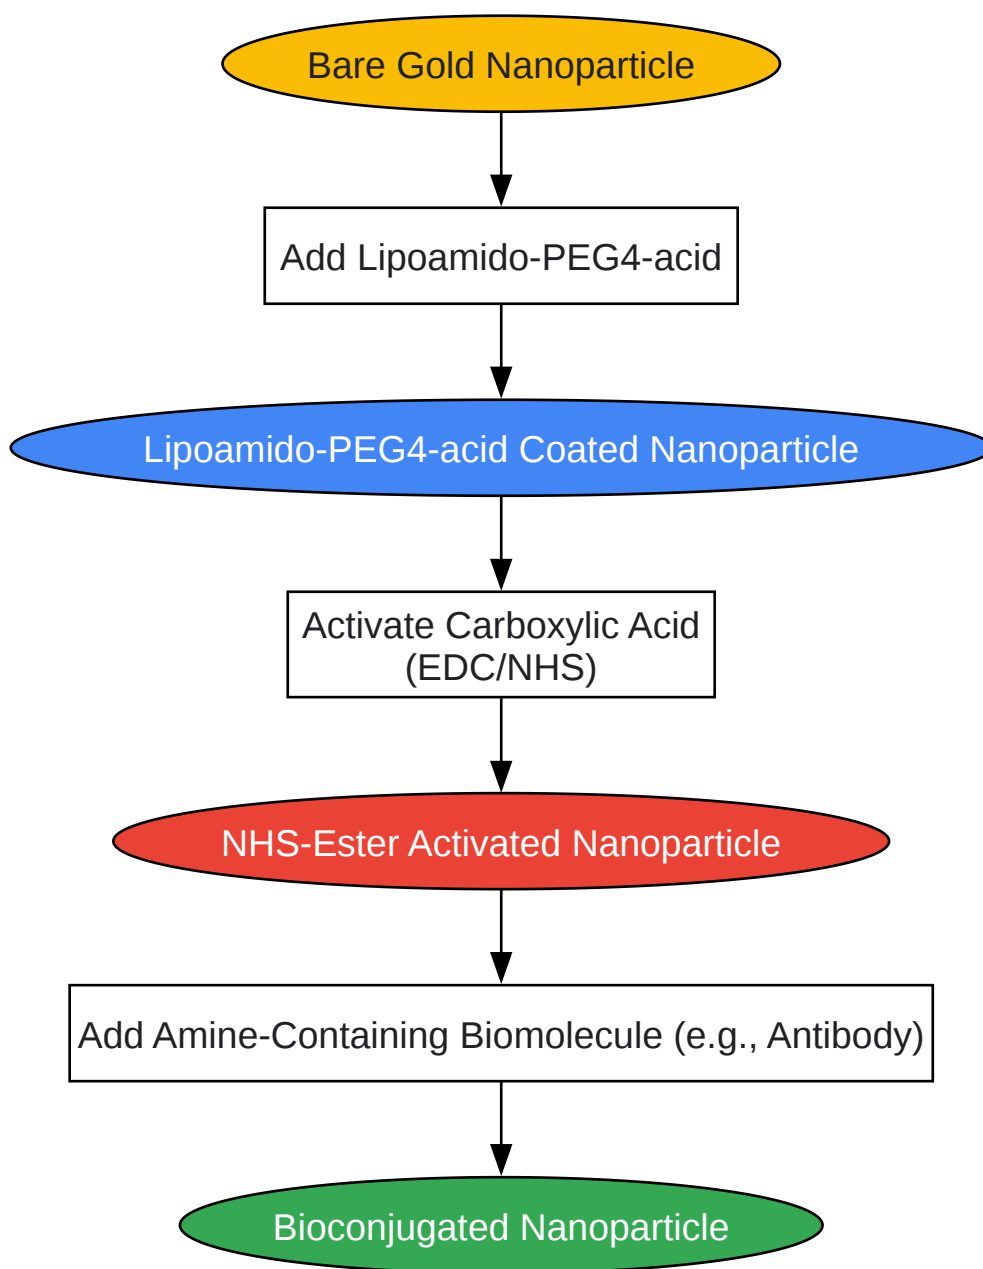 Bare Gold Nanoparticle
Add Lipoamido-PEG4-acid
Lipoamido-PEG4-acid Coated Nanoparticle
Activate Carboxylic Acid
(EDC/NHS)
NHS-Ester Activated Nanoparticle
Add Amine-Containing Biomolecule (e.g., Antibody)
Bioconjugated Nanoparticle